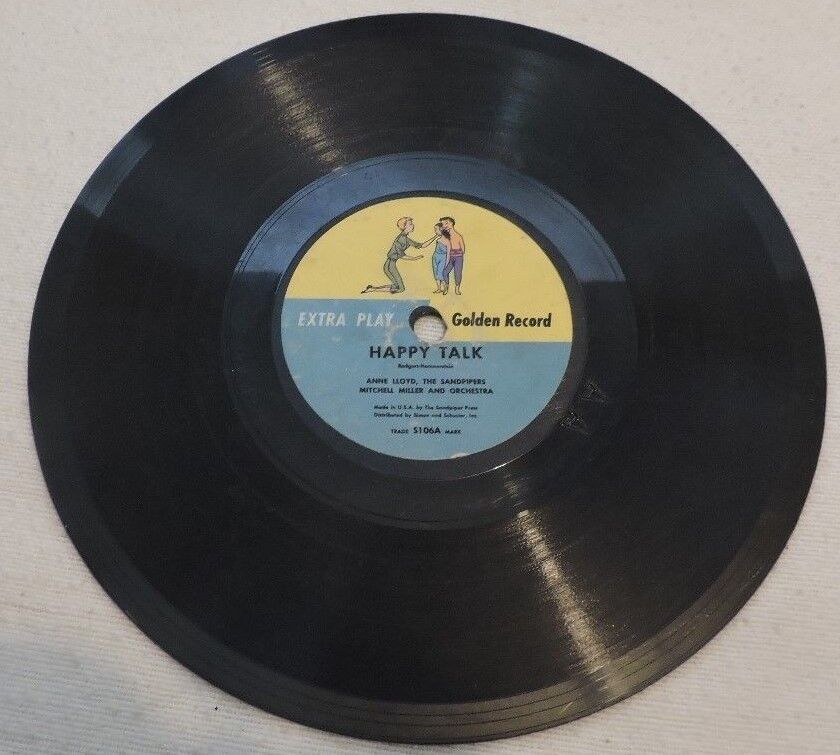 EXTRA PLAY Golden Record
HAPPY TALK
Rodgers-Hammerstein
ANNE LLOYD, THE SANDPIPERS
MITCHELL MILLER AND ORCHESTRA
Made in U.S.A. by The Sandpiper Press
Distributed by Simon and Schuster, Inc.
TRADE S106A MARK